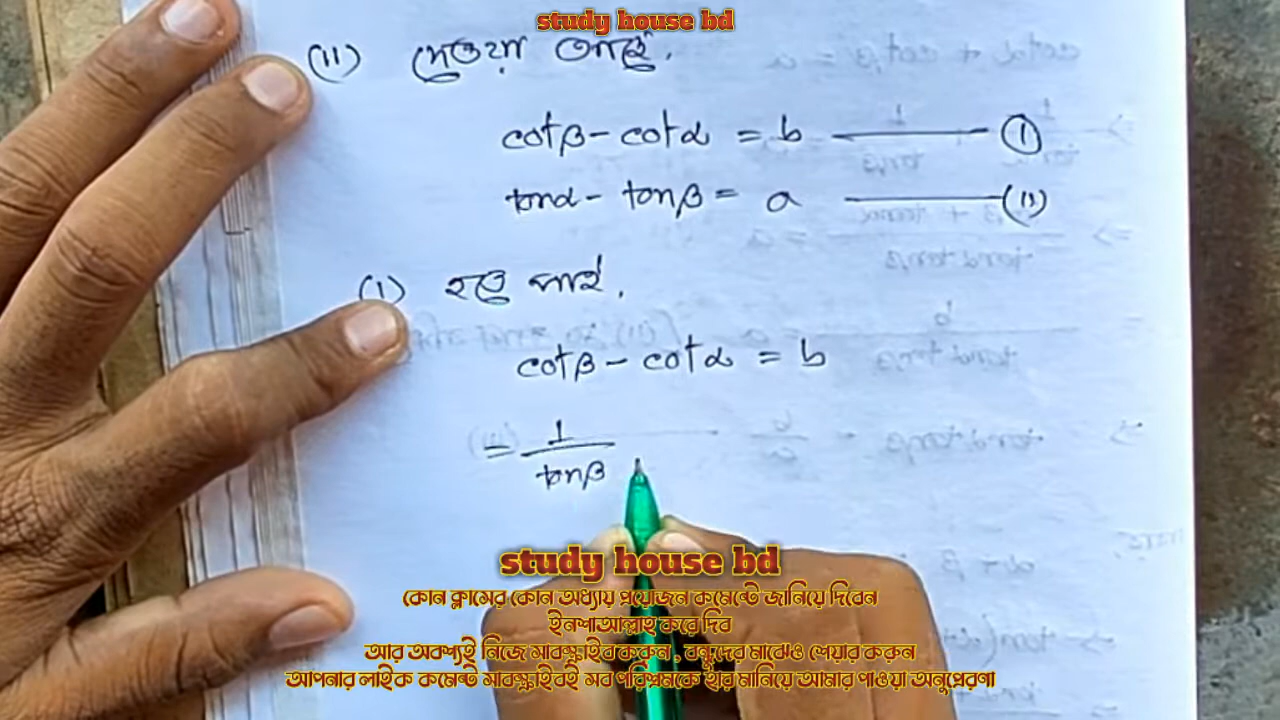 study house bd
(ii) দেওয়া আছে,
cotβ - cotα = b ——— (i)
tanα - tanβ = a ——— (ii)
(i) হতে পাই,
cotβ - cotα = b
= 1/tanβ
study house bd
কোন ক্লাসের কোন অধ্যায় প্রয়োজন কমেন্টে জানিয়ে দিবেন
ইনশাআল্লাহ করে দিব
আর অবশ্যই নিজে সাবস্ক্রাইব করুন , বন্ধুদের মাঝেও শেয়ার করুন
আপনার লাইক কমেন্ট সাবস্ক্রাইবই সব পরিশ্রমকে হার মানিয়ে আমার পাওয়া অনুপ্রেরণা